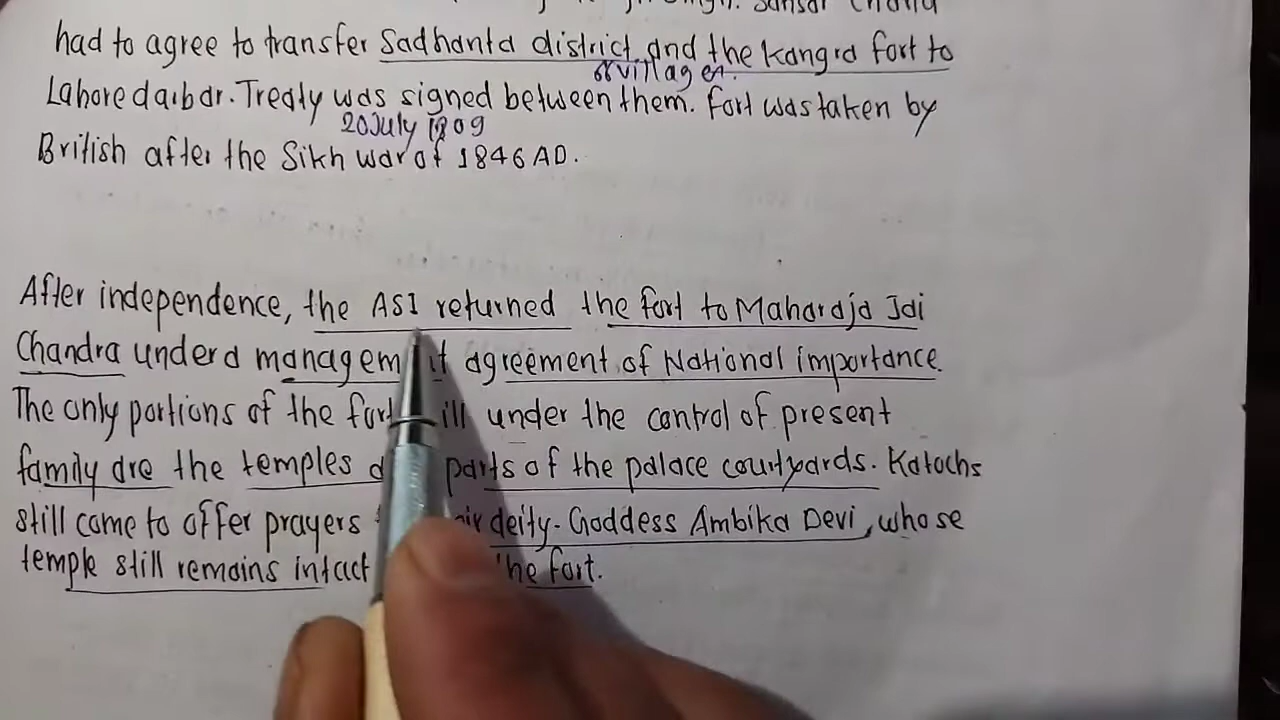 Sansar Chand
had to agree to transfer Sadhanta district and the Kangra fort to
66 villages.
Lahore darbar. Treaty was signed between them. Fort was taken by
20 July 1909
British after the Sikh war of 1846 AD.
After independence, the ASI returned the fort to Maharaja Jai
Chandra under a management agreement of National importance.
The only portions of the fort under the control of present
family are the temples parts of the palace courtyards. Katochs
still come to offer prayers deity - Goddess Ambika Devi, whose
temple still remains intact the fort.